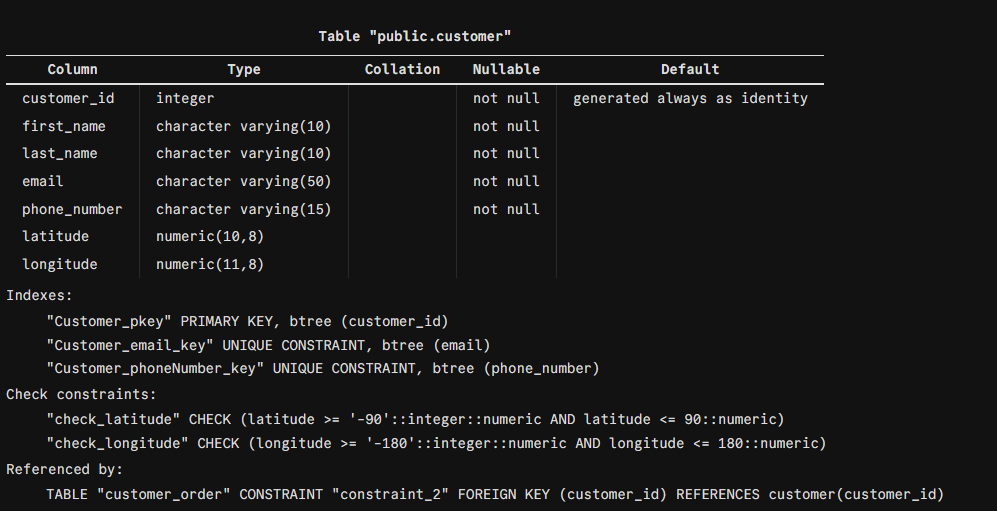 Table "public.customer"
Column Type Collation Nullable Default
customer_id integer not null generated always as identity
first_name character varying(10) not null
last_name character varying(10) not null
email character varying(50) not null
phone_number character varying(15) not null
latitude numeric(10,8)
longitude numeric(11,8)
Indexes:
"Customer_pkey" PRIMARY KEY, btree (customer_id)
"Customer_email_key" UNIQUE CONSTRAINT, btree (email)
"Customer_phoneNumber_key" UNIQUE CONSTRAINT, btree (phone_number)
Check constraints:
"check_latitude" CHECK (latitude >= '-90'::integer::numeric AND latitude <= 90::numeric)
"check_longitude" CHECK (longitude >= '-180'::integer::numeric AND longitude <= 180::numeric)
Referenced by:
TABLE "customer_order" CONSTRAINT "constraint_2" FOREIGN KEY (customer_id) REFERENCES customer(customer_id)